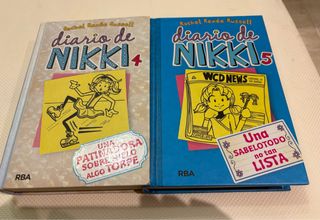 Rachel Renée Russell
diario de
NIKKI 4
UNA
PATINADORA
SOBRE HIELO
ALGO TORPE
RBA
Rachel Renée Russell
diario de
NIKKI 5
WCD NEWS
Una
SABELOTODO
no tan
LISTA
RBA